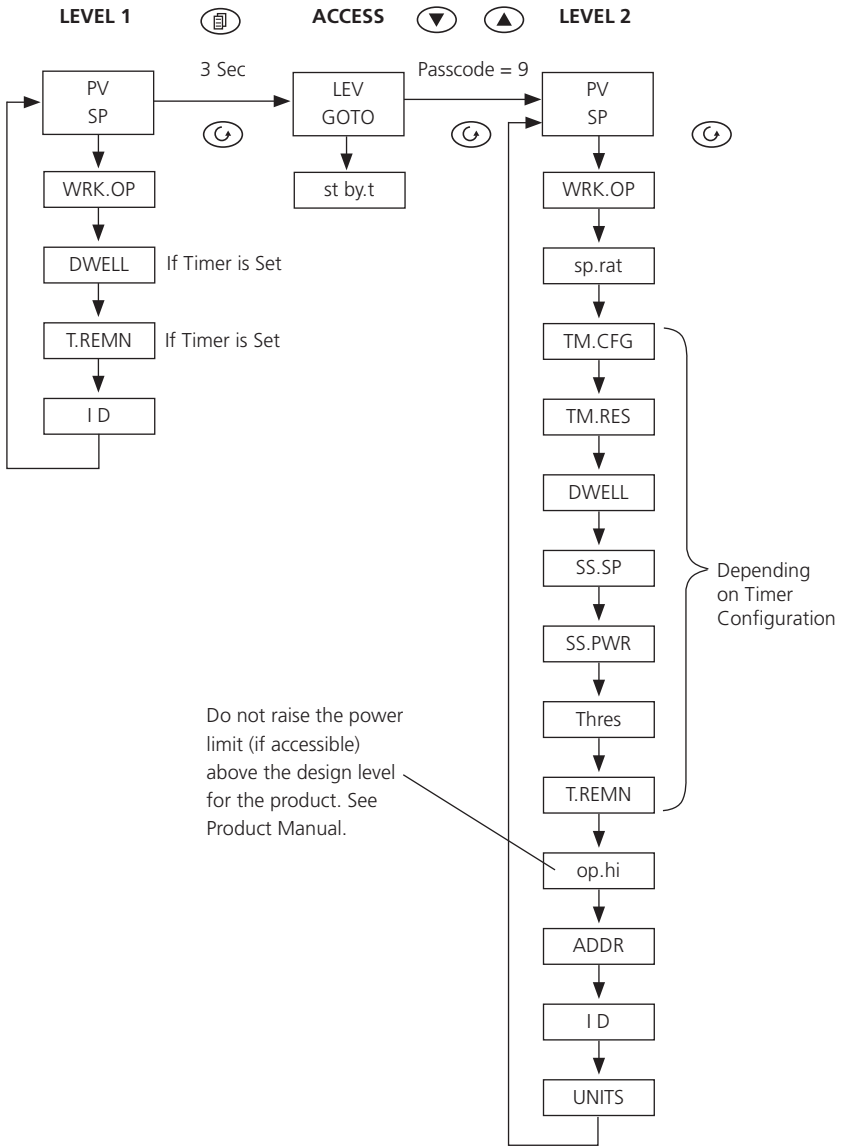 LEVEL 1
ACCESS
LEVEL 2
3 Sec
Passcode = 9
PV
SP
LEV
GOTO
PV
SP
WRK.OP
st by.t
WRK.OP
DWELL
If Timer is Set
sp.rat
T.REMN
If Timer is Set
TM.CFG
I D
TM.RES
DWELL
SS.SP
Depending
on Timer
Configuration
SS.PWR
Thres
Do not raise the power
limit (if accessible)
above the design level
for the product. See
Product Manual.
T.REMN
op.hi
ADDR
I D
UNITS